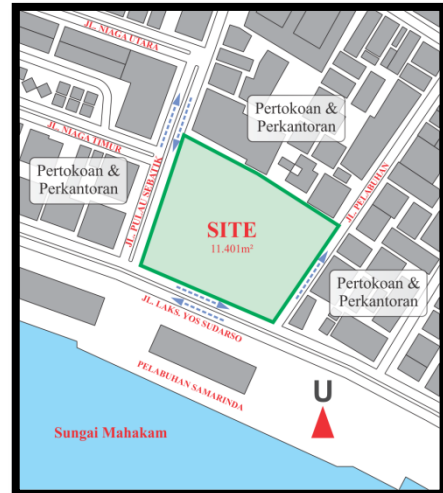 JL. NIAGA UTARA
Pertokoan &
Perkantoran
JL. NIAGA TIMUR
Pertokoan &
Perkantoran
JL. PULAU SEBATIK
JL. PELABUHAN
SITE
11.401m²
Pertokoan &
Perkantoran
JL. LAKS. YOS SUDARSO
PELABUHAN SAMARINDA
U
Sungai Mahakam